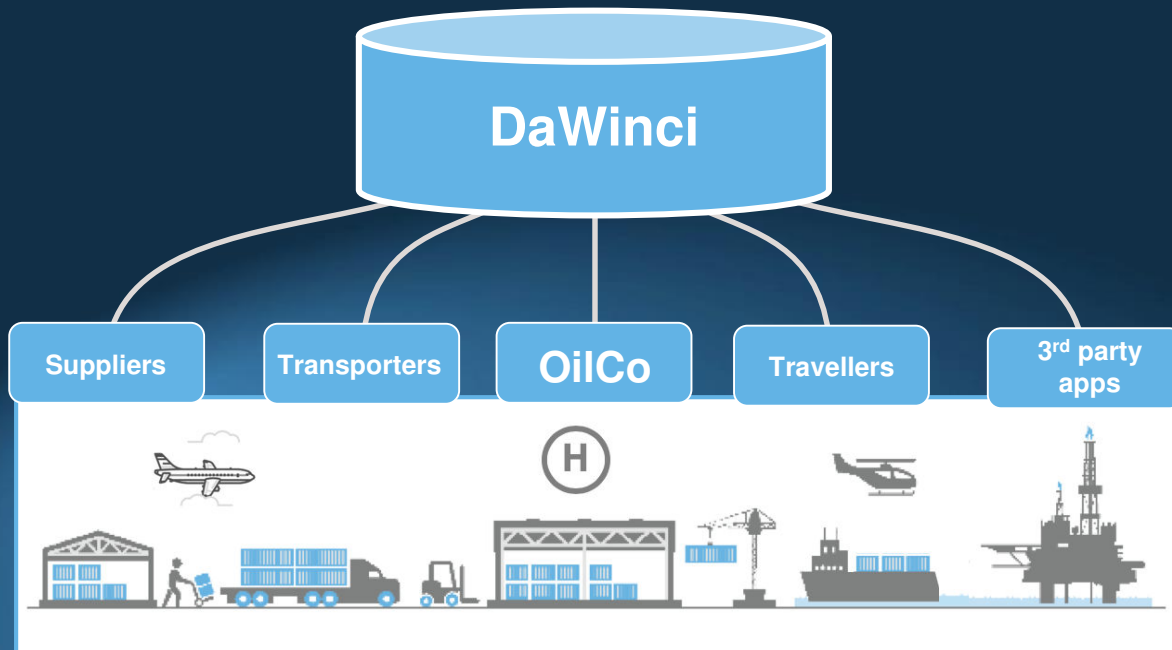 DaWinci
Suppliers
Transporters
OilCo
Travellers
3rd party
apps
H